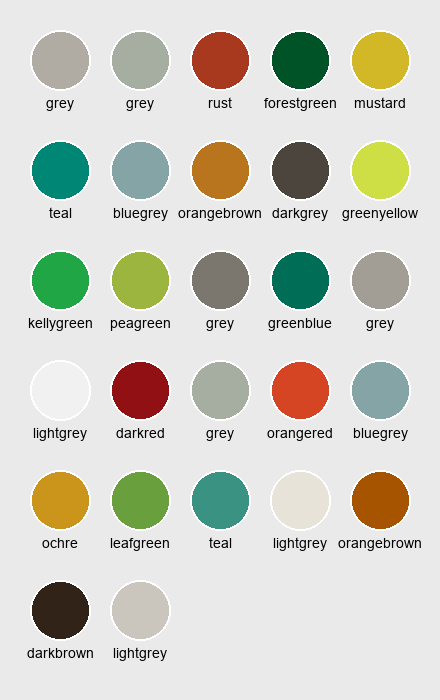 grey grey rust forestgreen mustard
teal bluegrey orangebrown darkgrey greenyellow
kellygreen peagreen grey greenblue grey
lightgrey darkred grey orangered bluegrey
ochre leafgreen teal lightgrey orangebrown
darkbrown lightgrey